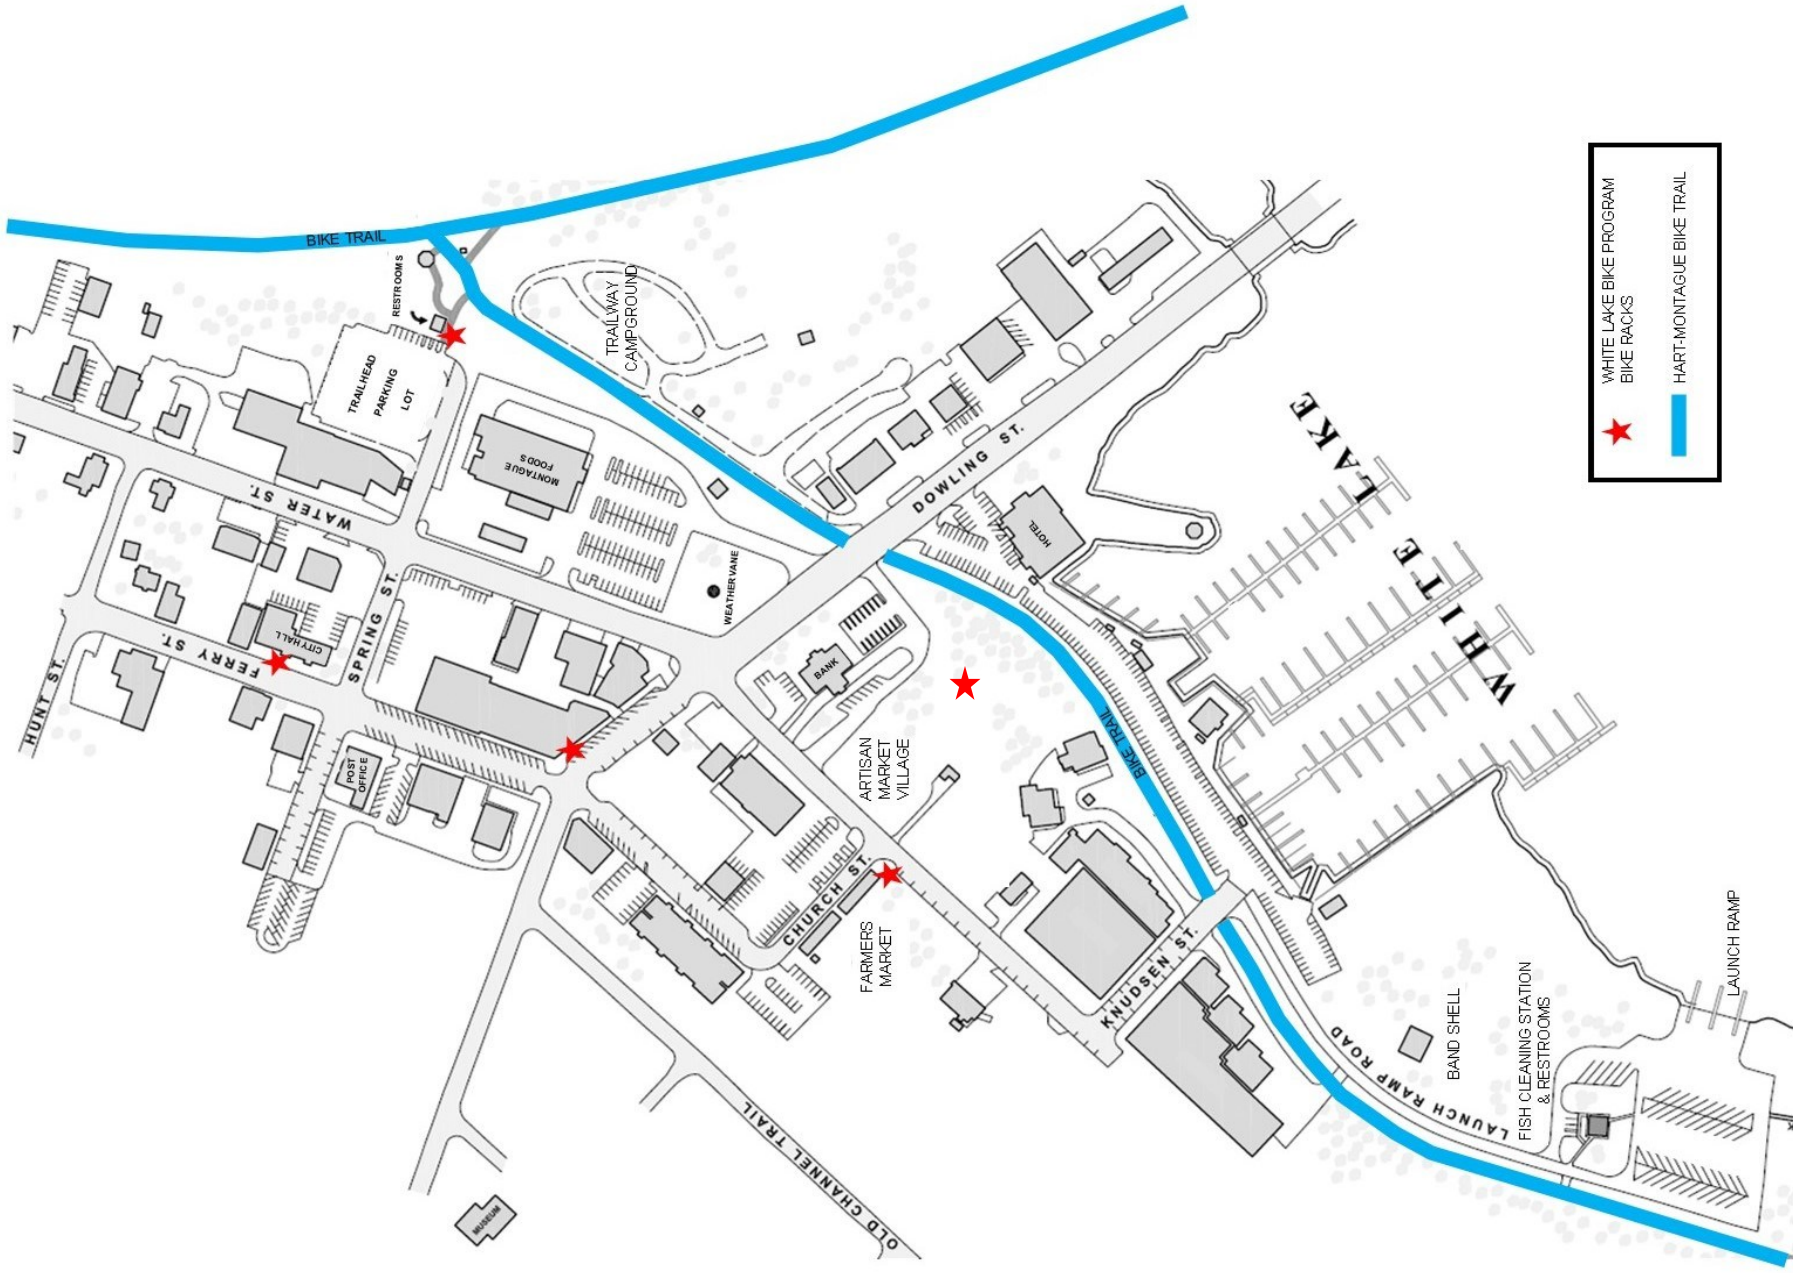 BIKE TRAIL
RESTROOMS
TRAILHEAD
PARKING
LOT
TRAILWAY
CAMPGROUND
MONTAGUE
FOODS
WATER ST.
DOWLING ST.
HOTEL
WHITE LAKE
WHITE LAKE BIKE PROGRAM
BIKE RACKS
HART-MONTAGUE BIKE TRAIL
WEATHERVANE
HUNT ST.
FERRY ST.
CITY HALL
SPRING ST.
BANK
POST
OFFICE
ARTISAN
MARKET
VILLAGE
BIKE TRAIL
CHURCH ST.
FARMERS
MARKET
KNUDSEN ST.
LAUNCH RAMP
BAND SHELL
FISH CLEANING STATION
& RESTROOMS
LAUNCH RAMP ROAD
OLD CHANNEL TRAIL
MUSEUM